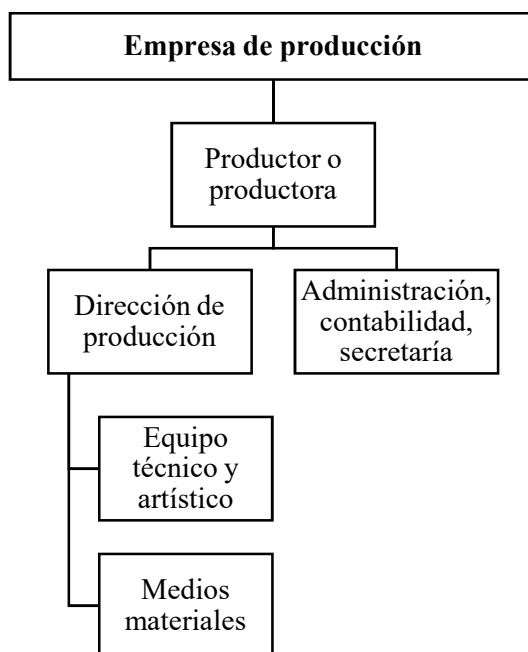 Empresa de producción
Productor o
productora
Dirección de
producción
Administración,
contabilidad,
secretaría
Equipo
técnico y
artístico
Medios
materiales